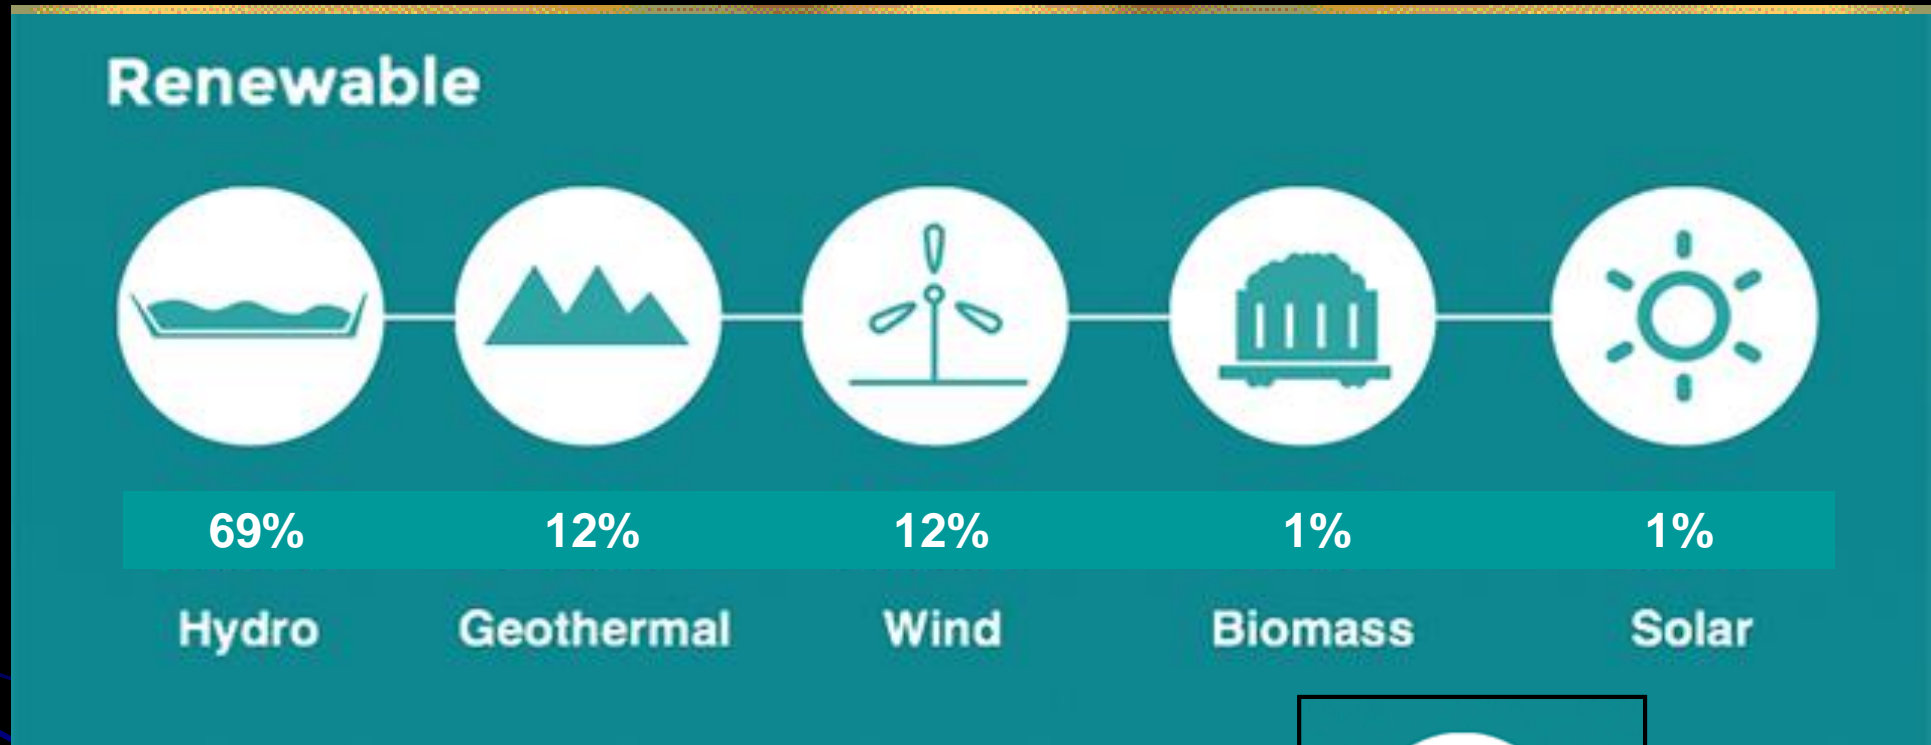 Renewable
69% 12% 12% 1% 1%
Hydro Geothermal Wind Biomass Solar